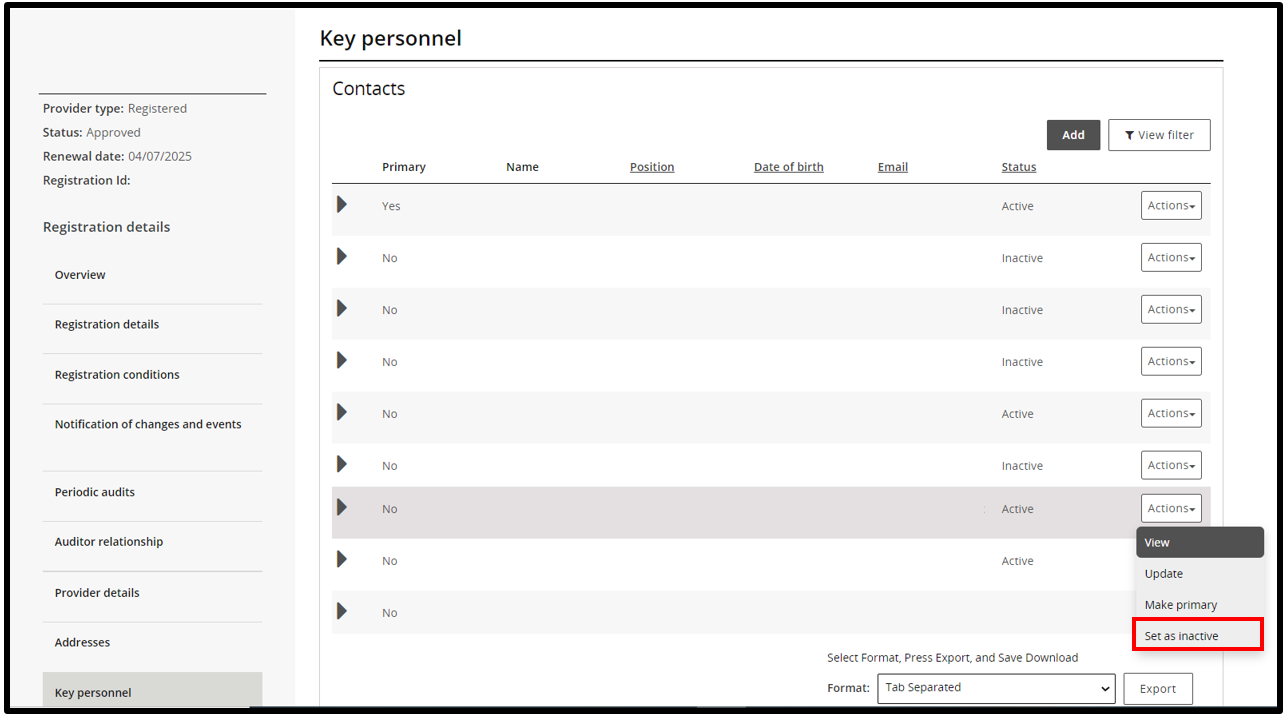 Key personnel
Contacts
Provider type: Registered
Status: Approved
Renewal date: 04/07/2025
Registration Id:
Registration details
Overview
Registration details
Registration conditions
Notification of changes and events
Periodic audits
Auditor relationship
Provider details
Addresses
Key personnel
Add View filter
Primary Name Position Date of birth Email Status
Yes Active Actions
No Inactive Actions
No Inactive Actions
No Inactive Actions
No Active Actions
No Inactive Actions
No Active Actions
No Active
No
View
Update
Make primary
Set as inactive
Select Format, Press Export, and Save Download
Format: Tab Separated Export